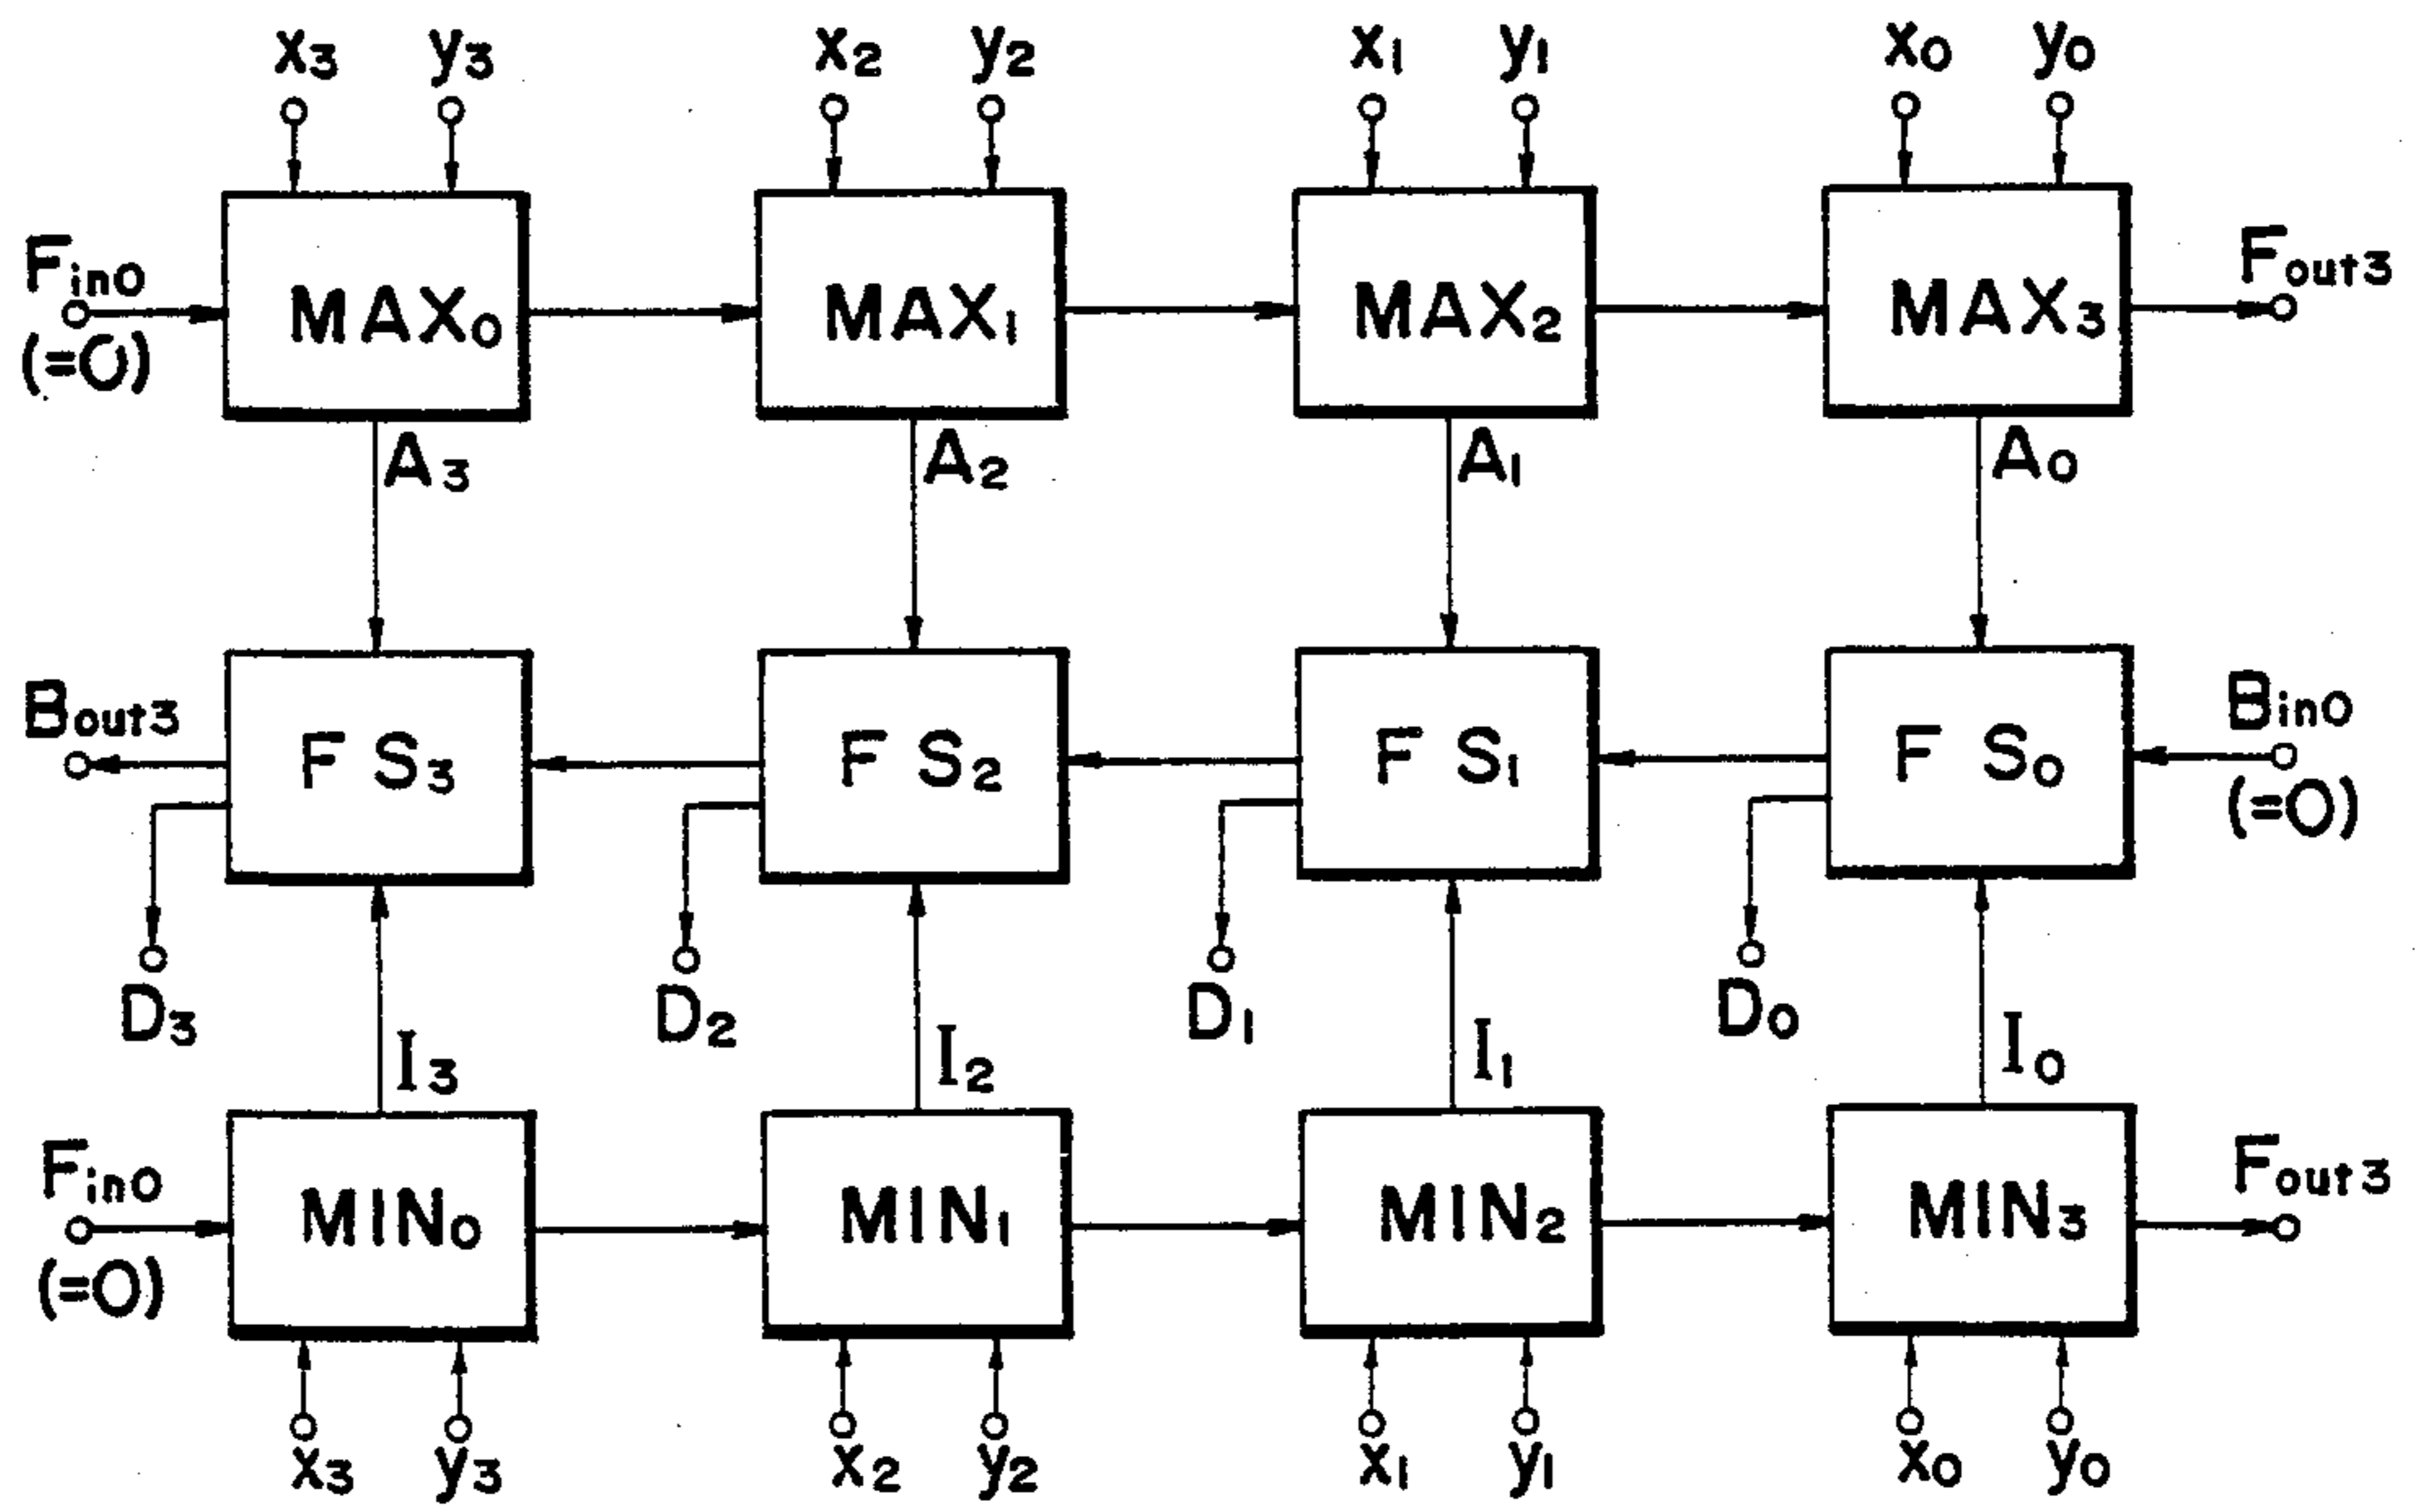 x3 y3 x2 y2 x1 y1 x0 y0
Fin0 Fout3
(=0) MAX0 MAX1 MAX2 MAX3
A3 A2 A1 A0
Bout3 Bin0
FS3 FS2 FS1 FS0
(=0)
D3 D2 D1 D0
I3 I2 I1 I0
Fin0 Fout3
MIN0 MIN1 MIN2 MIN3
(=0)
x3 y3 x2 y2 x1 y1 x0 y0